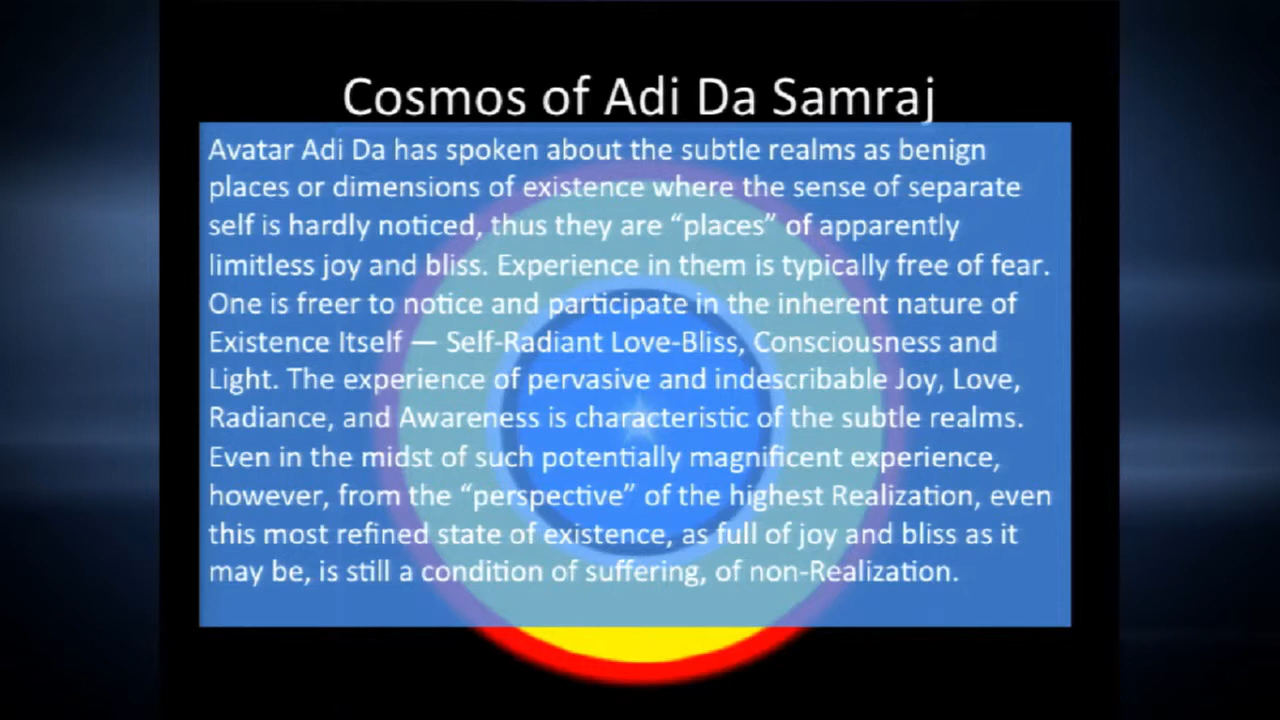 Cosmos of Adi Da Samraj
Avatar Adi Da has spoken about the subtle realms as benign
places or dimensions of existence where the sense of separate
self is hardly noticed, thus they are “places” of apparently
limitless joy and bliss. Experience in them is typically free of fear.
One is freer to notice and participate in the inherent nature of
Existence Itself — Self-Radiant Love-Bliss, Consciousness and
Light. The experience of pervasive and indescribable Joy, Love,
Radiance, and Awareness is characteristic of the subtle realms.
Even in the midst of such potentially magnificent experience,
however, from the “perspective” of the highest Realization, even
this most refined state of existence, as full of joy and bliss as it
may be, is still a condition of suffering, of non-Realization.